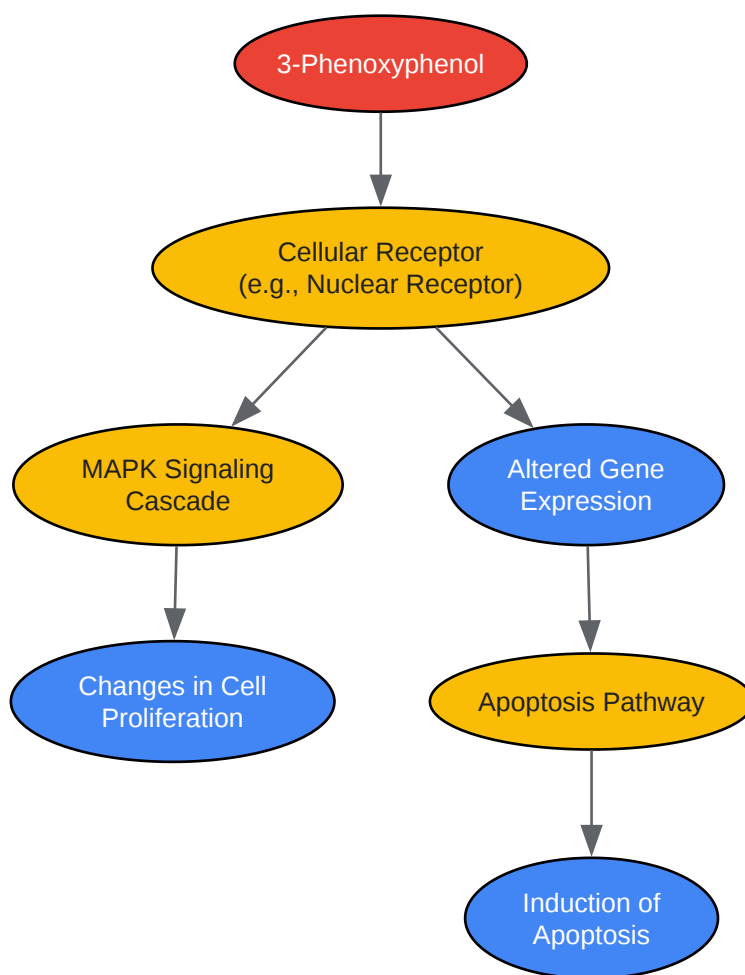 3-Phenoxyphenol
Cellular Receptor
(e.g., Nuclear Receptor)
MAPK Signaling
Cascade
Altered Gene
Expression
Changes in Cell
Proliferation
Apoptosis Pathway
Induction of
Apoptosis